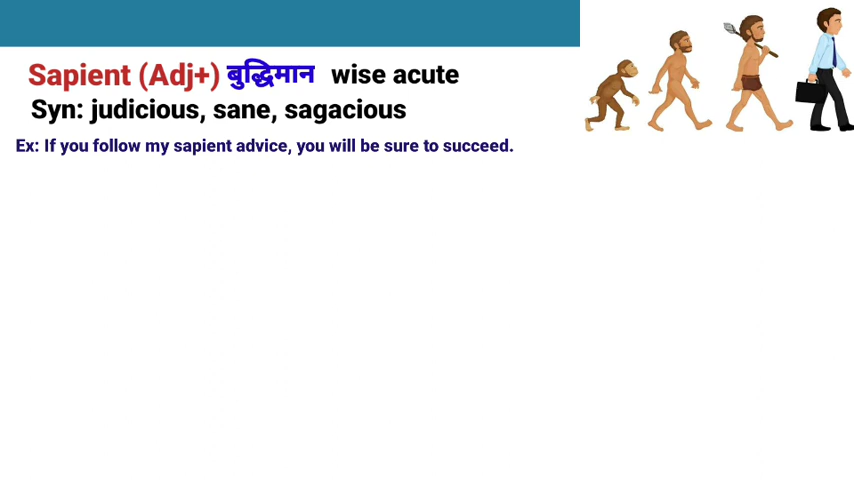 Sapient (Adj+) बुद्धिमान wise acute
Syn: judicious, sane, sagacious
Ex: If you follow my sapient advice, you will be sure to succeed.